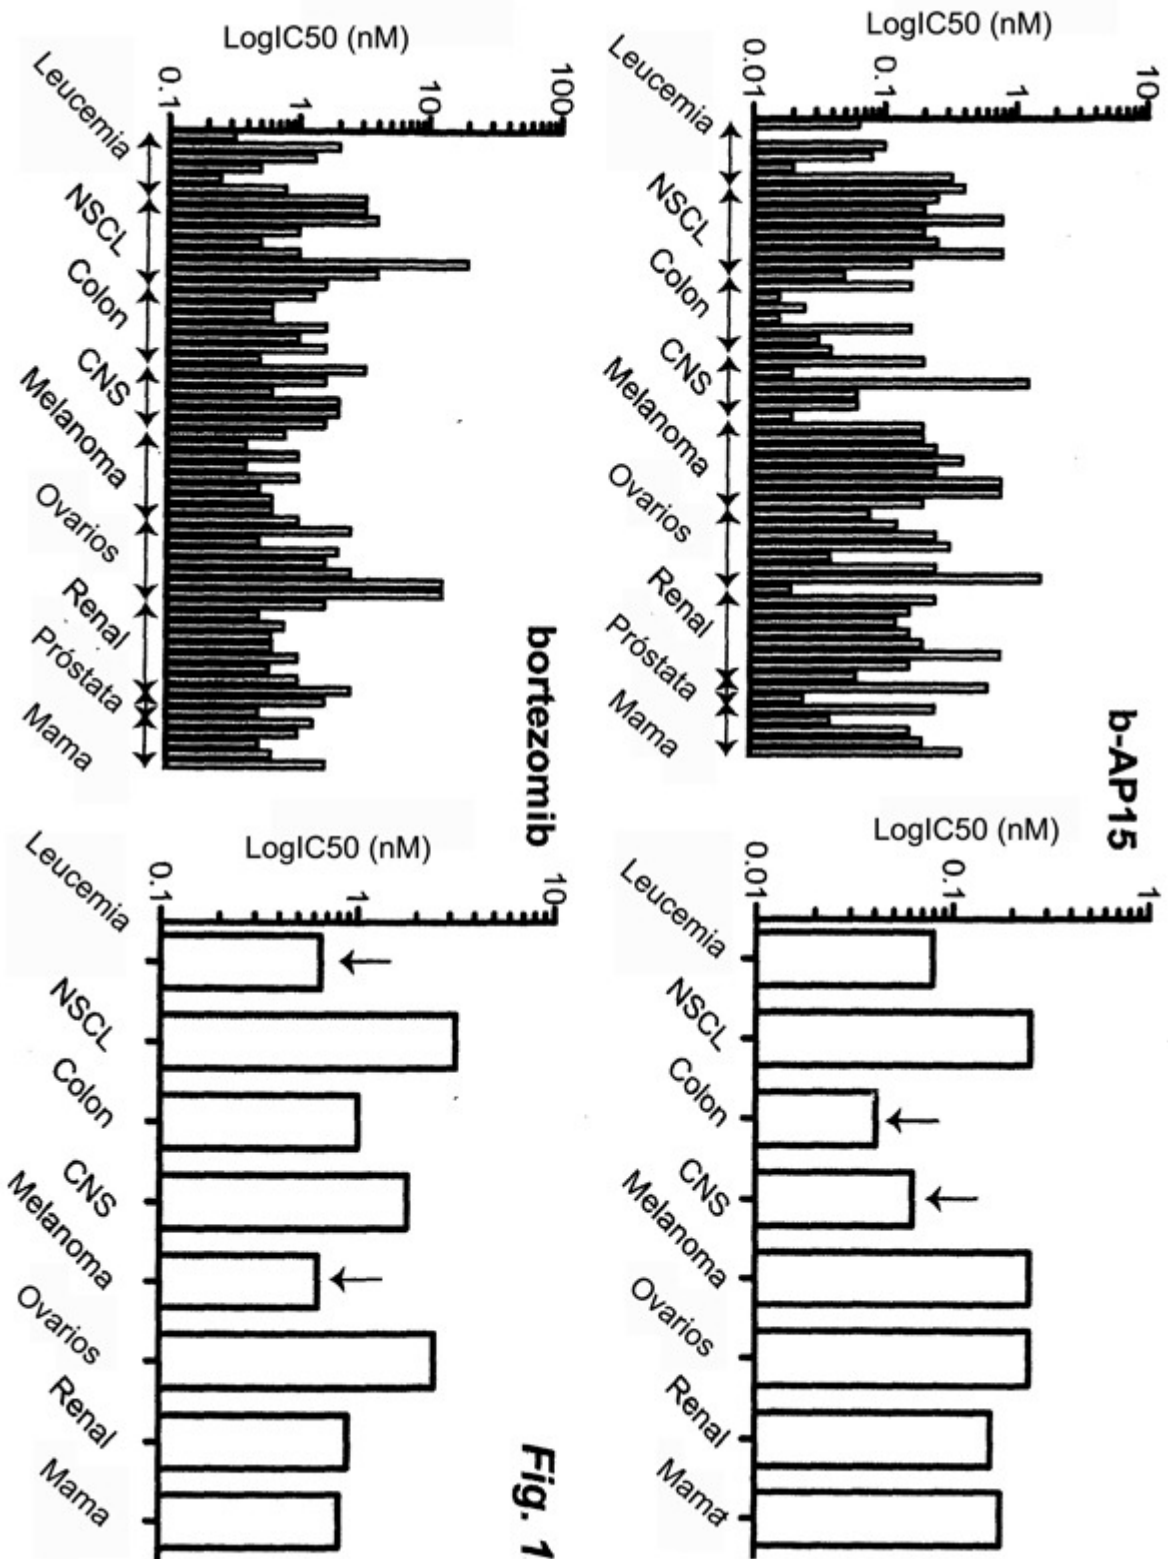 LogIC50 (nM)
0.1
1
10
100
Leucemia
NSCL
Colon
CNS
Melanoma
Ovarios
Renal
Próstata
Mama
bortezomib
LogIC50 (nM)
0.01
0.1
1
10
Leucemia
NSCL
Colon
CNS
Melanoma
Ovarios
Renal
Próstata
Mama
b-AP15
LogIC50 (nM)
0.1
1
10
Leucemia
NSCL
Colon
CNS
Melanoma
Ovarios
Renal
Mama
LogIC50 (nM)
0.01
0.1
1
Leucemia
NSCL
Colon
CNS
Melanoma
Ovarios
Renal
Mama
Fig. 1